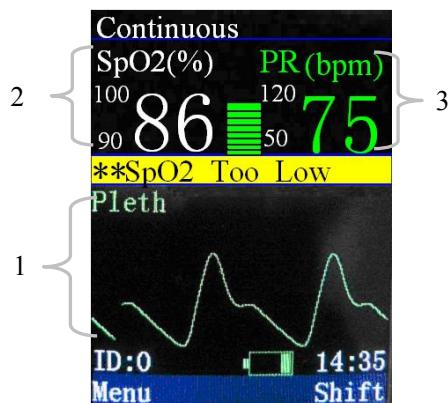 Continuous
SpO2(%) PR (bpm)
2 100 86 120 75 3
90 50
**SpO2 Too Low
Pleth
1
ID:0 14:35
Menu Shift